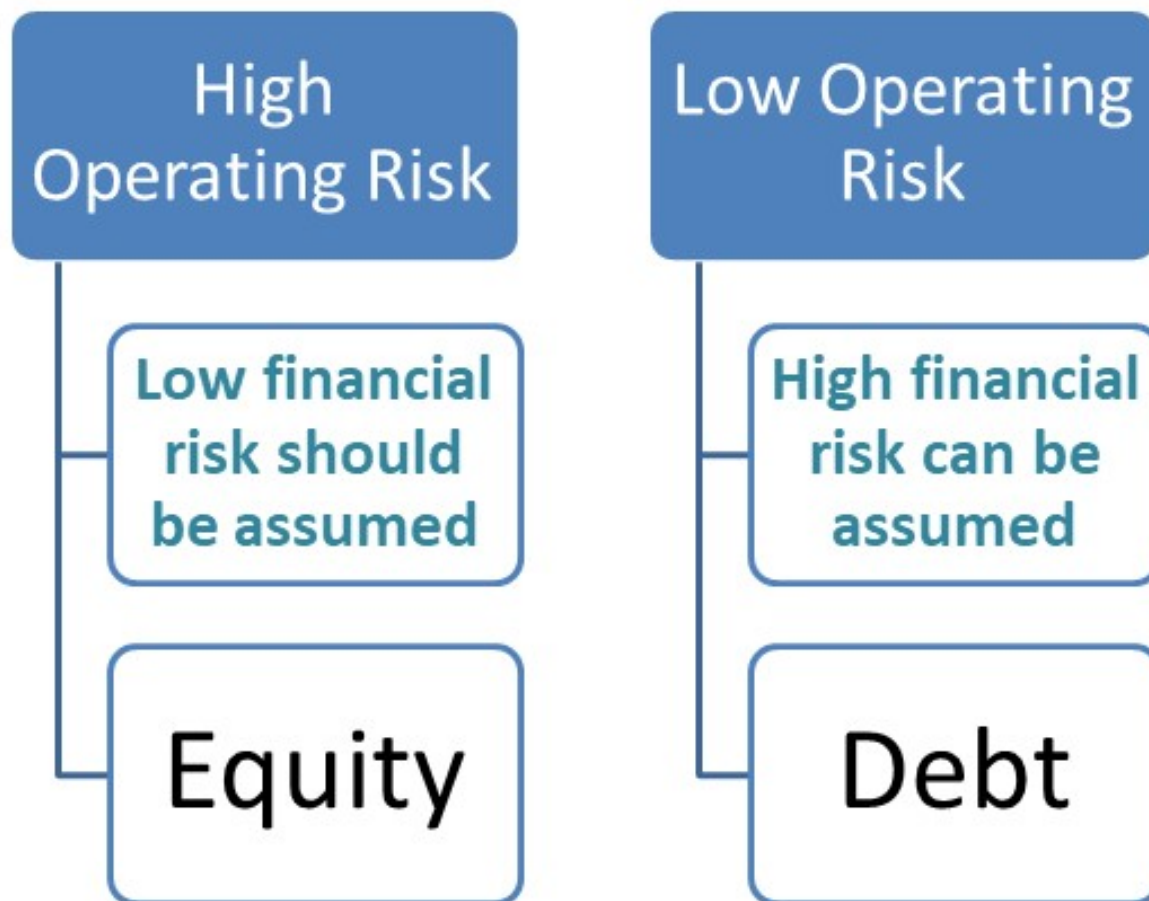 High
Operating Risk
Low financial
risk should
be assumed
Equity
Low Operating
Risk
High financial
risk can be
assumed
Debt